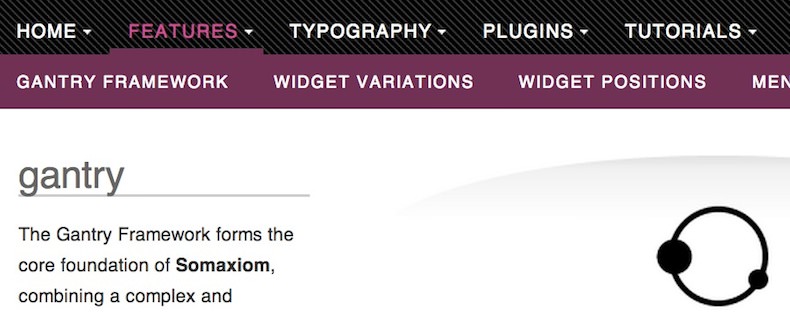 HOME FEATURES TYPOGRAPHY PLUGINS TUTORIALS
GANTRY FRAMEWORK WIDGET VARIATIONS WIDGET POSITIONS MEN
gantry
The Gantry Framework forms the
core foundation of Somaxiom,
combining a complex and